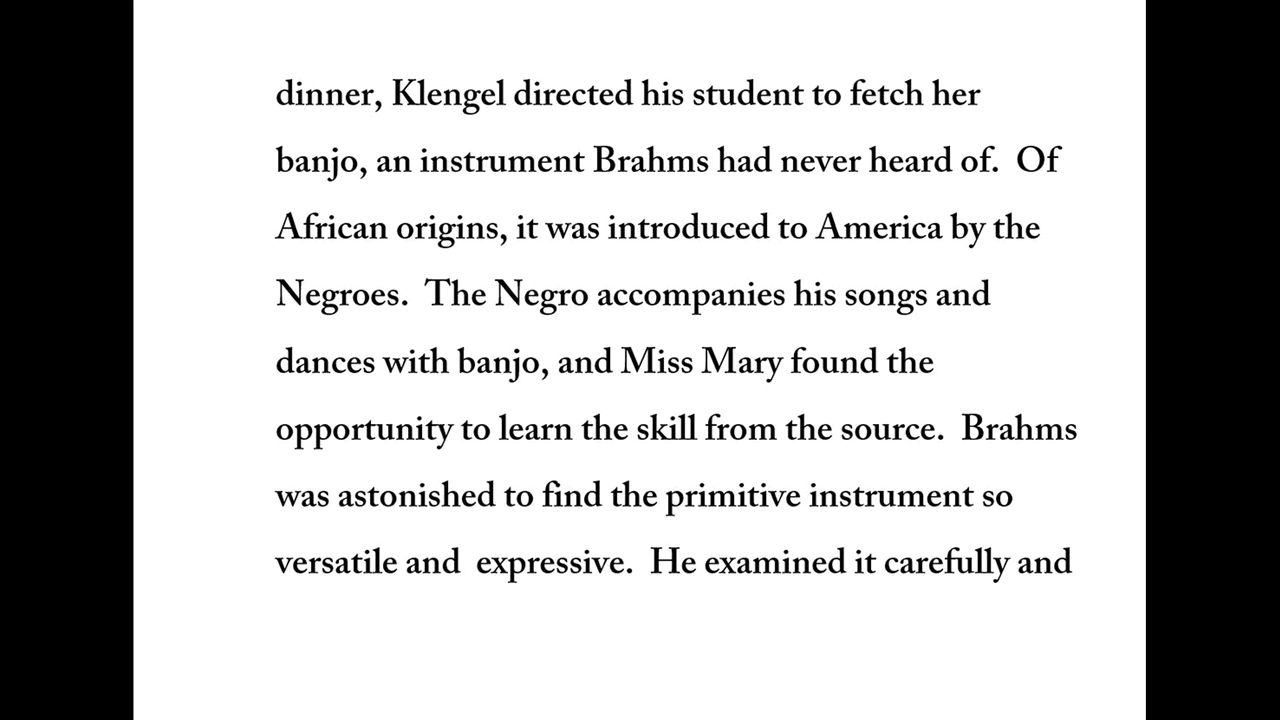 dinner, Klengel directed his student to fetch her
banjo, an instrument Brahms had never heard of.  Of
African origins, it was introduced to America by the
Negroes.  The Negro accompanies his songs and
dances with banjo, and Miss Mary found the
opportunity to learn the skill from the source.  Brahms
was astonished to find the primitive instrument so
versatile and  expressive.  He examined it carefully and